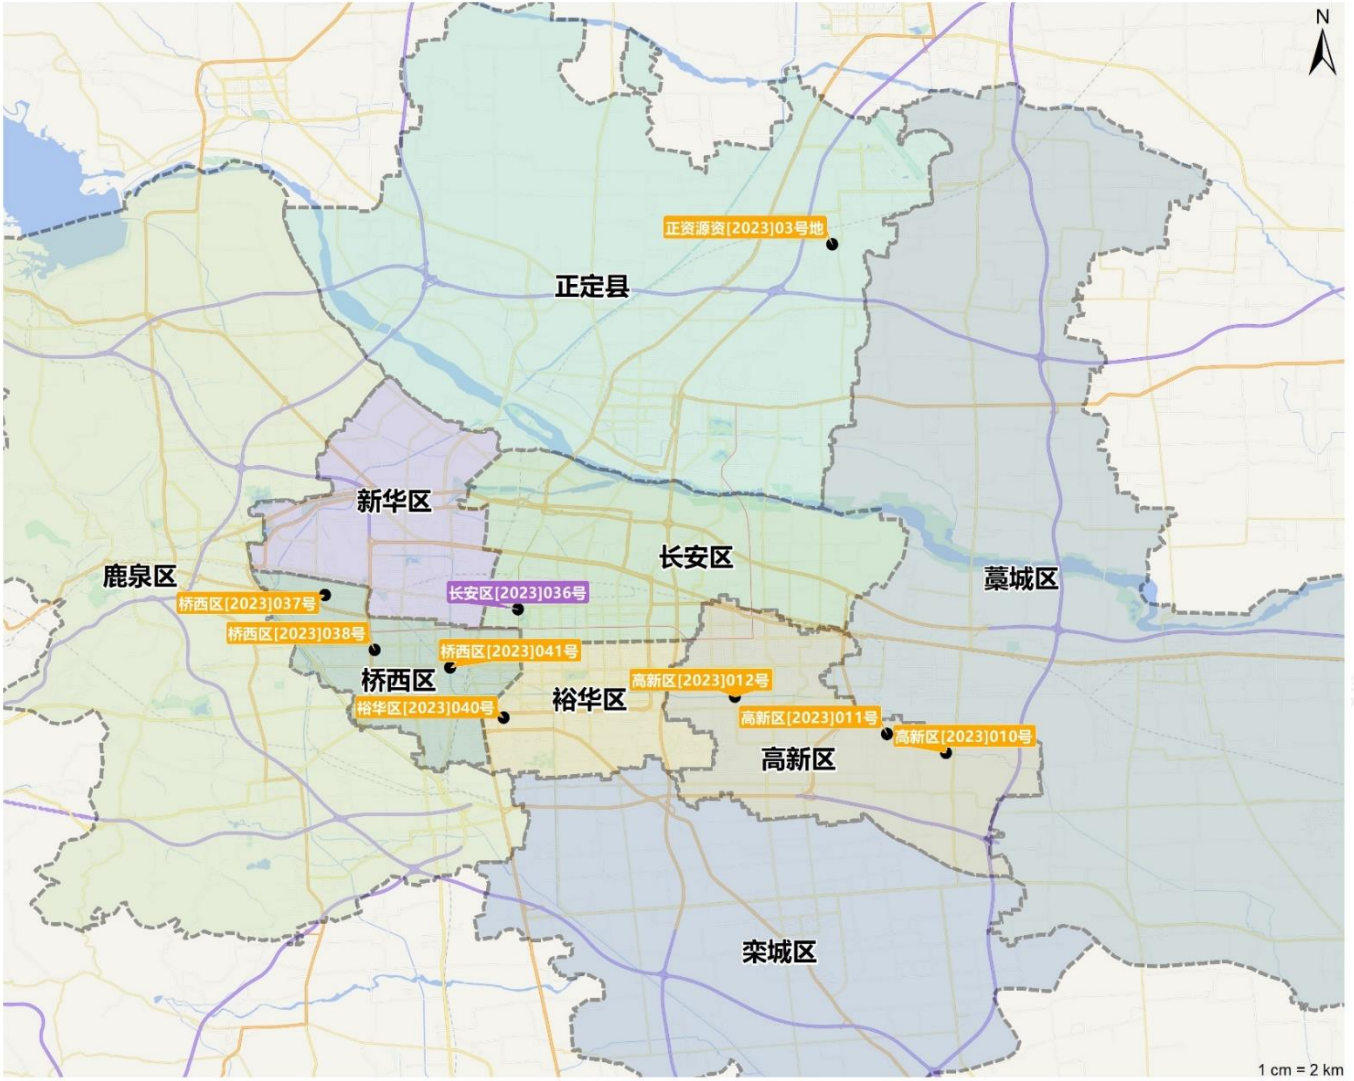 N
正资源资[2023]03号地
正定县
新华区
长安区
鹿泉区
藁城区
长安区[2023]036号
桥西区[2023]037号
桥西区[2023]038号
桥西区[2023]041号
桥西区
高新区[2023]012号
裕华区
裕华区[2023]040号
高新区[2023]011号
高新区[2023]010号
高新区
栾城区
1 cm = 2 km